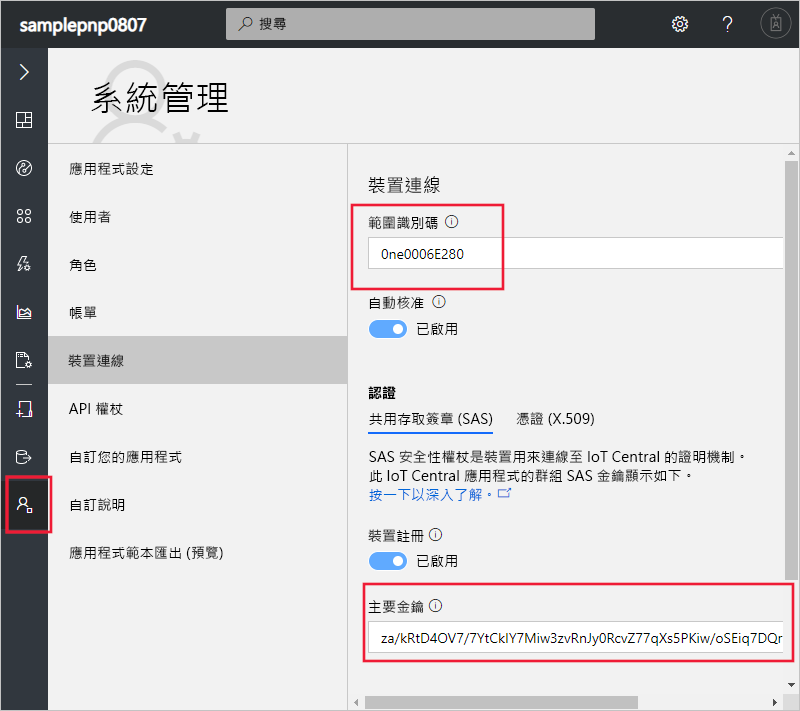 samplepnp0807
搜尋
?
系統管理
應用程式設定
使用者
角色
帳單
裝置連線
API 權杖
自訂您的應用程式
自訂說明
應用程式範本匯出 (預覽)
裝置連線
範圍識別碼
0ne0006E280
自動核准
已啟用
認證
共用存取簽章 (SAS) 憑證 (X.509)
SAS 安全性權杖是裝置用來連線至 IoT Central 的證明機制。
此 IoT Central 應用程式的群組 SAS 金鑰顯示如下。
按一下以深入了解。
裝置註冊
已啟用
主要金鑰
za/kRtD4OV7/7YtCkIY7Miw3zvRnJy0RcvZ77qXs5PKiw/oSEiq7DQr